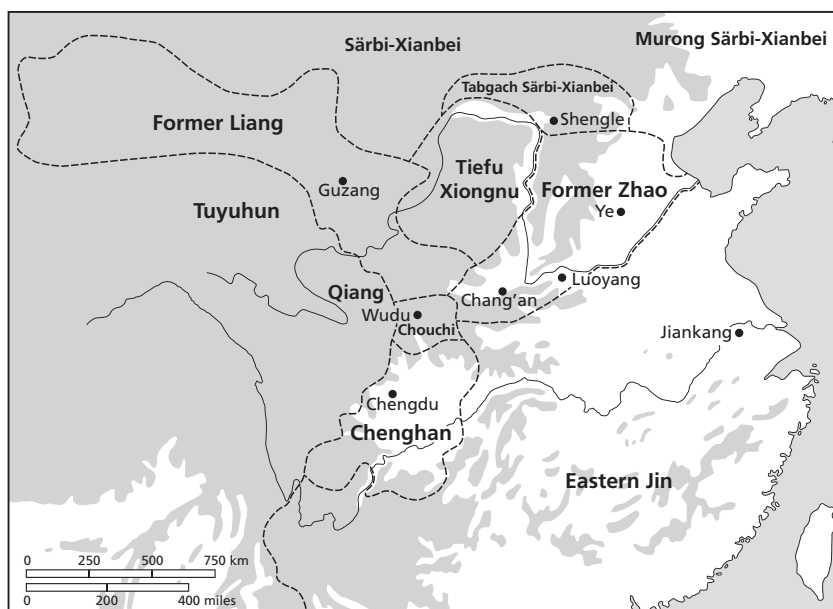 Särbi-Xianbei
Murong Särbi-Xianbei
Tabgach Särbi-Xianbei
Former Liang
Shengle
Tiefu
Xiongnu
Guzang
Former Zhao
Tuyuhun
Ye
Qiang
Luoyang
Chang'an
Wudu
Chouchi
Jiankang
Chengdu
Chenghan
Eastern Jin
0 250 500 750 km
0 200 400 miles